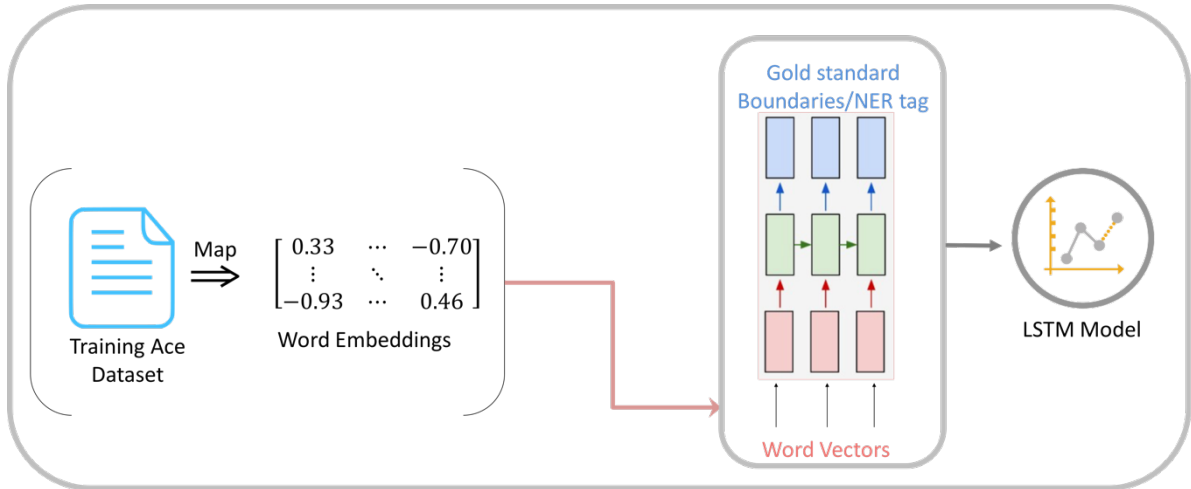 Training Ace
Dataset
Map
0.33 ⋯ −0.70
⋮ ⋱ ⋮
−0.93 ⋯ 0.46
Word Embeddings
Gold standard
Boundaries/NER tag
Word Vectors
LSTM Model